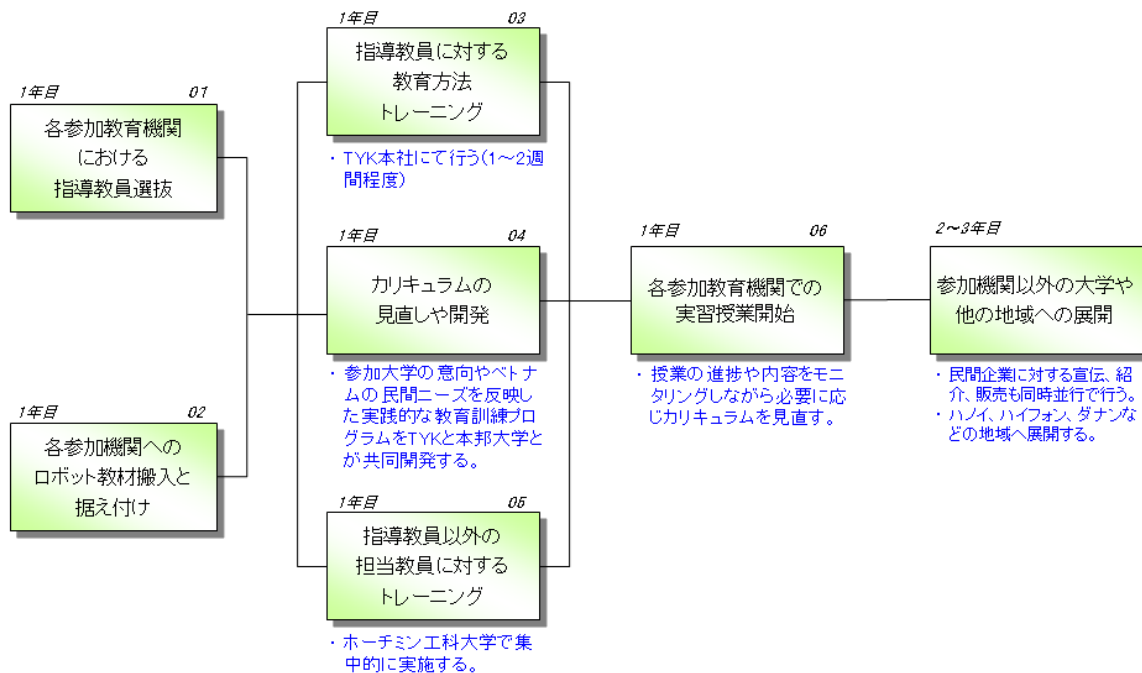 1年目 01
各参加教育機関
における
指導教員選抜
1年目 02
各参加機関への
ロボット教材搬入と
据え付け
1年目 03
指導教員に対する
教育方法
トレーニング
・TYK本社にて行う(1～2週
間程度)
1年目 04
カリキュラムの
見直しや開発
・参加大学の意向やベトナ
ムの民間ニーズを反映し
た実践的な教育訓練プロ
グラムをTYKと本邦大学と
が共同開発する。
1年目 05
指導教員以外の
担当教員に対する
トレーニング
・ホーチミン工科大学で集
中的に実施する。
1年目 06
各参加教育機関での
実習授業開始
・授業の進捗や内容をモニ
タリングしながら必要に応
じカリキュラムを見直す。
2～3年目
参加機関以外の大学や
他の地域への展開
・民間企業に対する宣伝、紹
介、販売も同時並行で行う。
・ハノイ、ハイフォン、ダナンな
どの地域へ展開する。